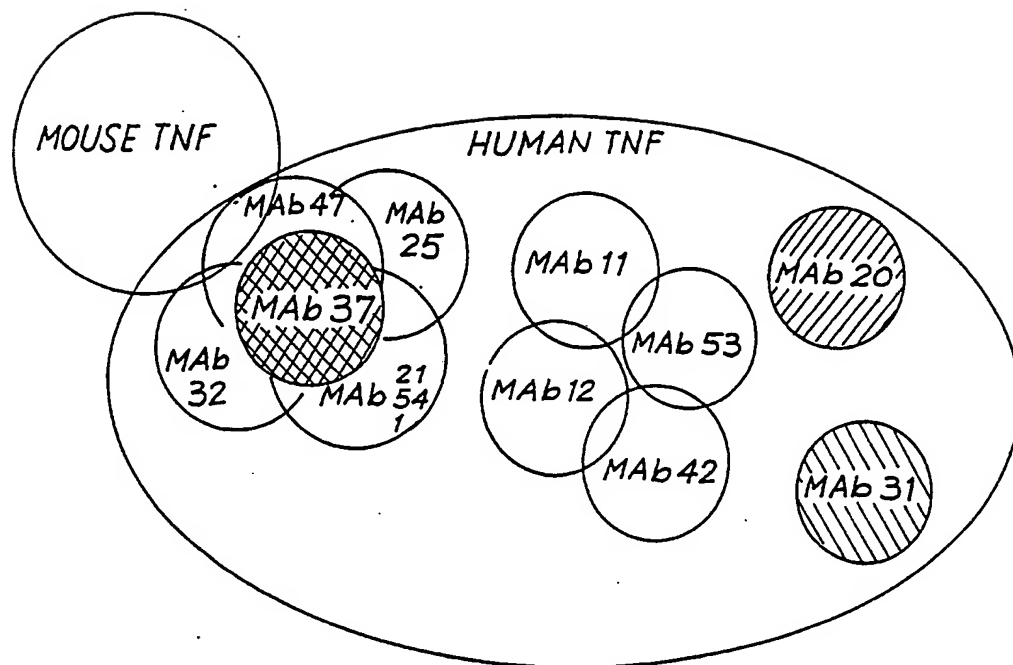 MOUSE TNF
HUMAN TNF
MAb 47
MAb
25
MAb 37
MAb
32
MAb 21
54
1
MAb 11
MAb 53
MAb 12
MAb 42
MAb 20
MAb 31